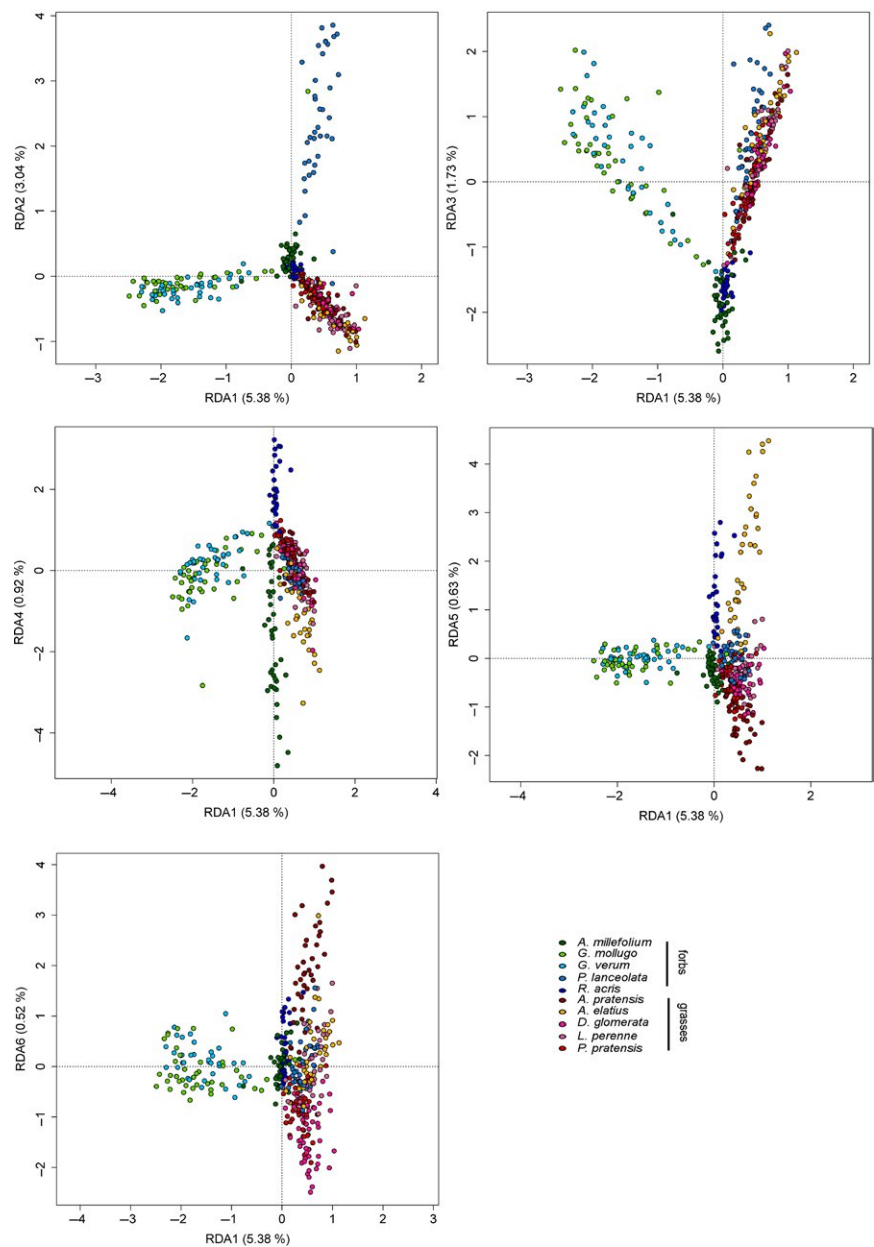 4
3
2
1
0
−1
RDA2 (3.04 %)
−3 −2 −1 0 1 2
RDA1 (5.38 %)
2
1
0
−1
−2
RDA3 (1.73 %)
−3 −2 −1 0 1 2
RDA1 (5.38 %)
2
0
−2
−4
RDA4 (0.92 %)
−4 −2 0 2 4
RDA1 (5.38 %)
4
3
2
1
0
−1
−2
RDA5 (0.63 %)
−4 −2 0 2
RDA1 (5.38 %)
4
3
2
1
0
−1
−2
RDA6 (0.52 %)
−4 −3 −2 −1 0 1 2 3
RDA1 (5.38 %)
A. millefolium
G. mollugo
G. verum
P. lanceolata
R. acris
A. pratensis
A. elatius
D. glomerata
L. perenne
P. pratensis
forbs
grasses